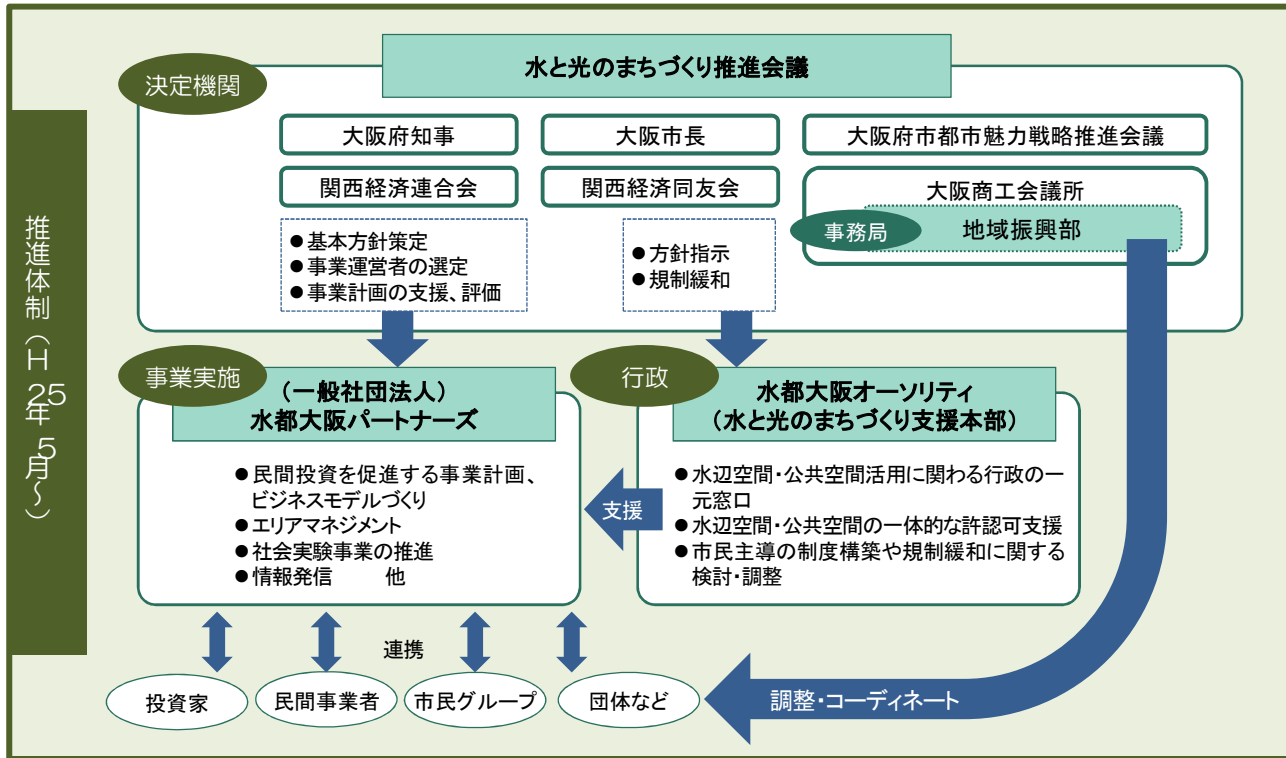 推進体制（H25年5月～）
決定機関
水と光のまちづくり推進会議
大阪府知事
大阪市長
大阪府市都市魅力戦略推進会議
関西経済連合会
関西経済同友会
大阪商工会議所
事務局
地域振興部
●基本方針策定
●事業運営者の選定
●事業計画の支援、評価
●方針指示
●規制緩和
事業実施
（一般社団法人）
水都大阪パートナーズ
●民間投資を促進する事業計画、
ビジネスモデルづくり
●エリアマネジメント
●社会実験事業の推進
●情報発信　　他
支援
行政
水都大阪オーソリティ
（水と光のまちづくり支援本部）
●水辺空間・公共空間活用に関わる行政の一
元窓口
●水辺空間・公共空間の一体的な許認可支援
●市民主導の制度構築や規制緩和に関する
検討・調整
連携
投資家
民間事業者
市民グループ
団体など
調整・コーディネート